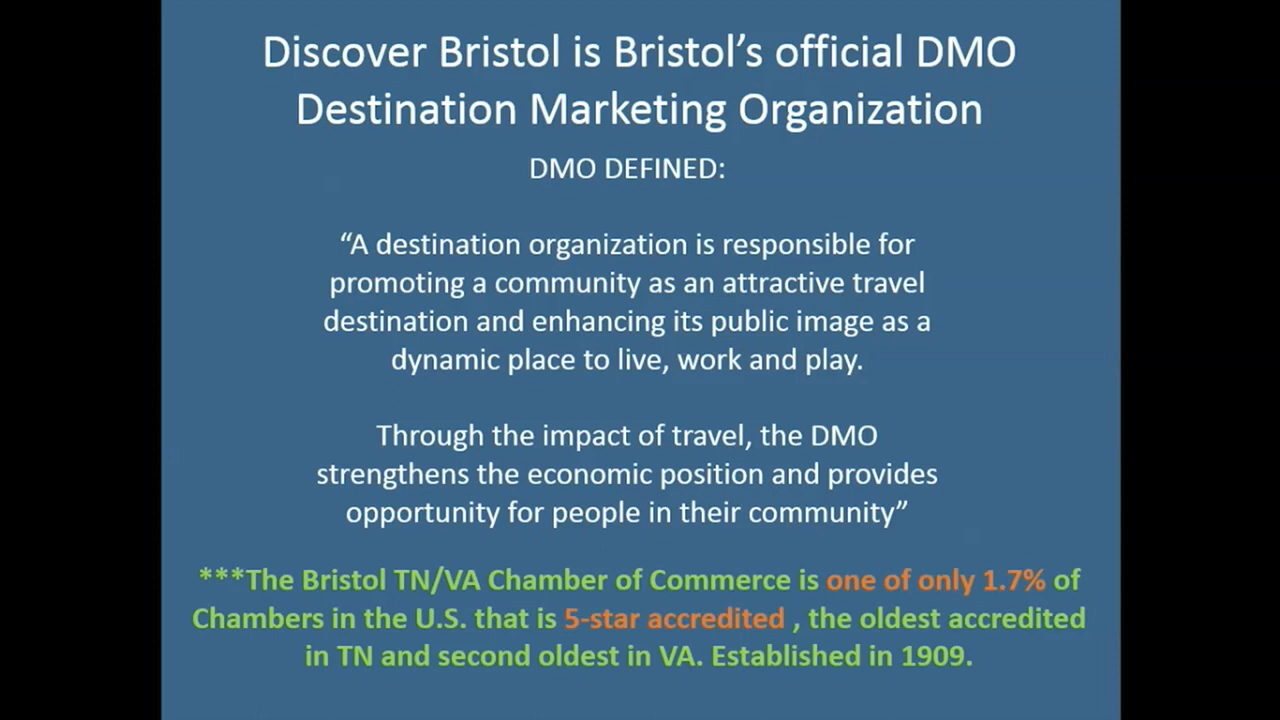 Discover Bristol is Bristol’s official DMO
Destination Marketing Organization
DMO DEFINED:
“A destination organization is responsible for
promoting a community as an attractive travel
destination and enhancing its public image as a
dynamic place to live, work and play.
Through the impact of travel, the DMO
strengthens the economic position and provides
opportunity for people in their community”
***The Bristol TN/VA Chamber of Commerce is one of only 1.7% of
Chambers in the U.S. that is 5-star accredited , the oldest accredited
in TN and second oldest in VA. Established in 1909.